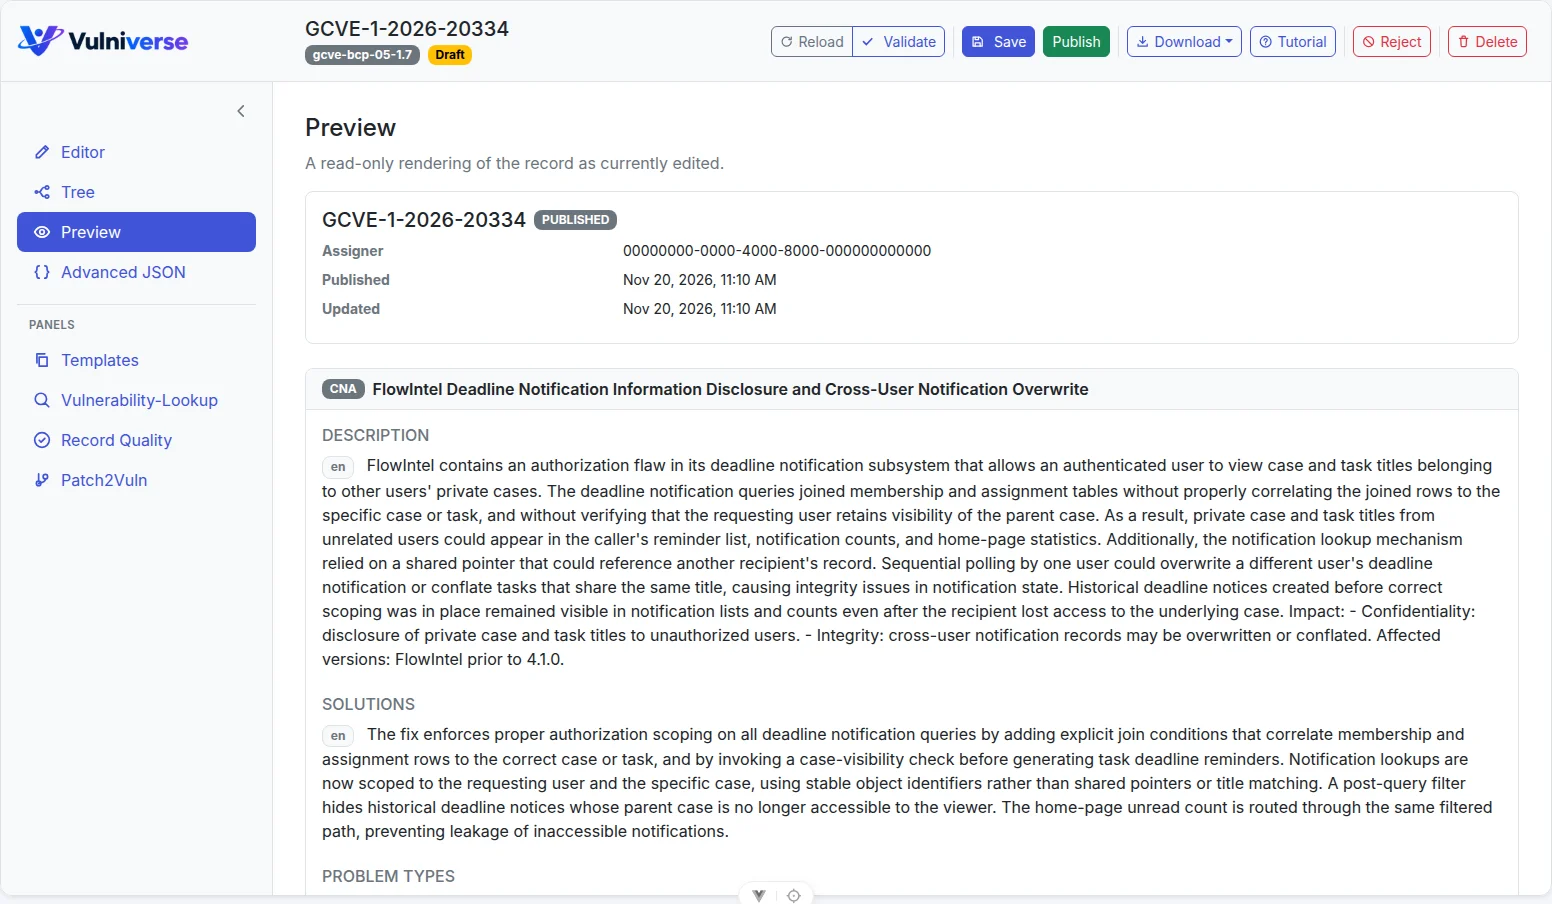 Vulniverse
GCVE-1-2026-20334
gcve-bcp-05-1.7 Draft
Reload Validate Save Publish Download Tutorial Reject Delete
Editor
Tree
Preview
Advanced JSON
PANELS
Templates
Vulnerability-Lookup
Record Quality
Patch2Vuln
Preview
A read-only rendering of the record as currently edited.
GCVE-1-2026-20334 PUBLISHED
Assigner 00000000-0000-4000-8000-000000000000
Published Nov 20, 2026, 11:10 AM
Updated Nov 20, 2026, 11:10 AM
CNA FlowIntel Deadline Notification Information Disclosure and Cross-User Notification Overwrite
DESCRIPTION
en FlowIntel contains an authorization flaw in its deadline notification subsystem that allows an authenticated user to view case and task titles belonging
to other users' private cases. The deadline notification queries joined membership and assignment tables without properly correlating the joined rows to the
specific case or task, and without verifying that the requesting user retains visibility of the parent case. As a result, private case and task titles from
unrelated users could appear in the caller's reminder list, notification counts, and home-page statistics. Additionally, the notification lookup mechanism
relied on a shared pointer that could reference another recipient's record. Sequential polling by one user could overwrite a different user's deadline
notification or conflate tasks that share the same title, causing integrity issues in notification state. Historical deadline notices created before correct
scoping was in place remained visible in notification lists and counts even after the recipient lost access to the underlying case. Impact: - Confidentiality:
disclosure of private case and task titles to unauthorized users. - Integrity: cross-user notification records may be overwritten or conflated. Affected
versions: FlowIntel prior to 4.1.0.
SOLUTIONS
en The fix enforces proper authorization scoping on all deadline notification queries by adding explicit join conditions that correlate membership and
assignment rows to the correct case or task, and by invoking a case-visibility check before generating task deadline reminders. Notification lookups are
now scoped to the requesting user and the specific case, using stable object identifiers rather than shared pointers or title matching. A post-query filter
hides historical deadline notices whose parent case is no longer accessible to the viewer. The home-page unread count is routed through the same filtered
path, preventing leakage of inaccessible notifications.
PROBLEM TYPES